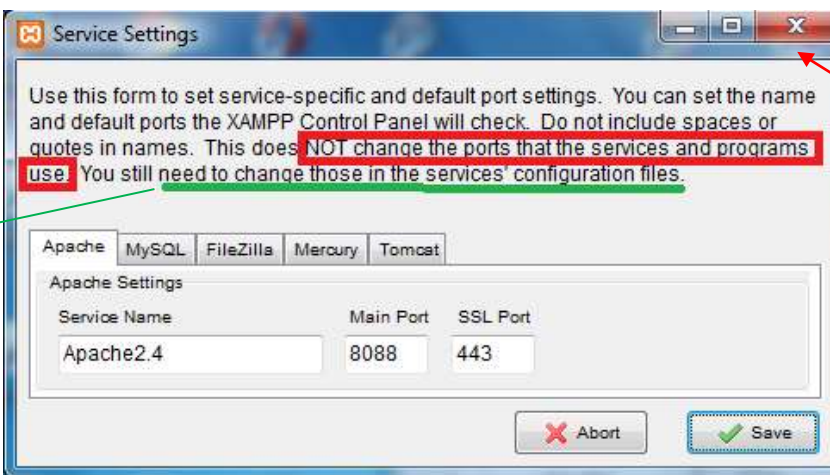 Service Settings
Use this form to set service-specific and default port settings. You can set the name
and default ports the XAMPP Control Panel will check. Do not include spaces or
quotes in names. This does NOT change the ports that the services and programs
use. You still need to change those in the services' configuration files.
Apache MySQL FileZilla Mercury Tomcat
Apache Settings
Service Name Main Port SSL Port
Apache2.4 8088 443
Abort Save